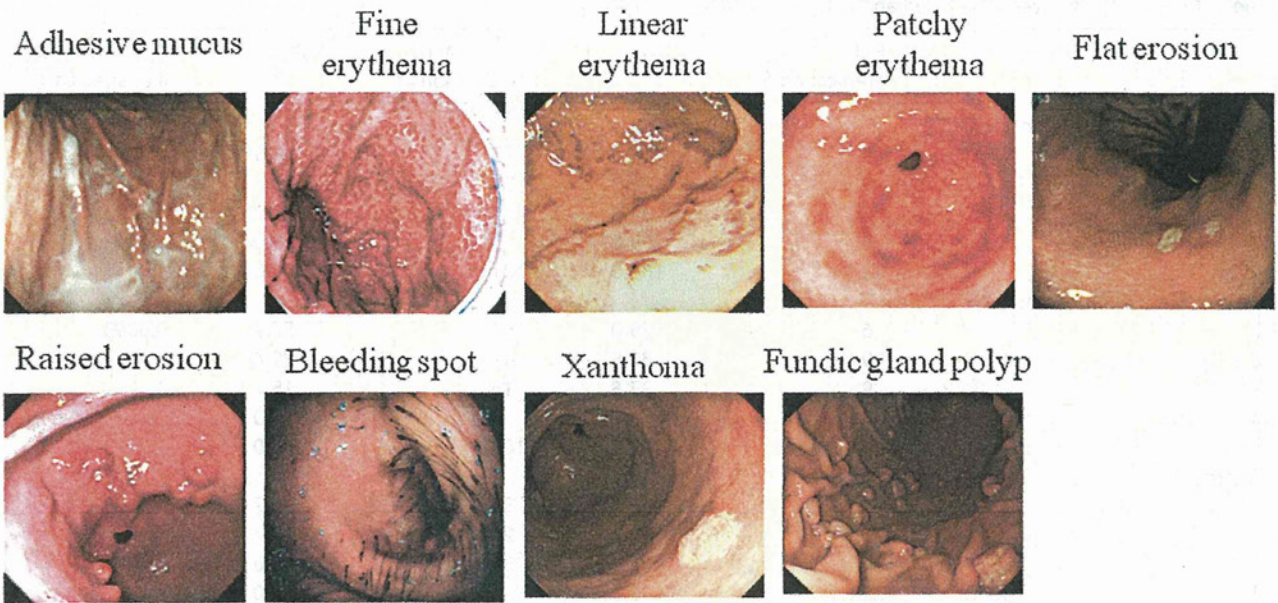 Adhesive mucus
Fine
erythema
Linear
erythema
Patchy
erythema
Flat erosion
Raised erosion
Bleeding spot
Xanthoma
Fundic gland polyp